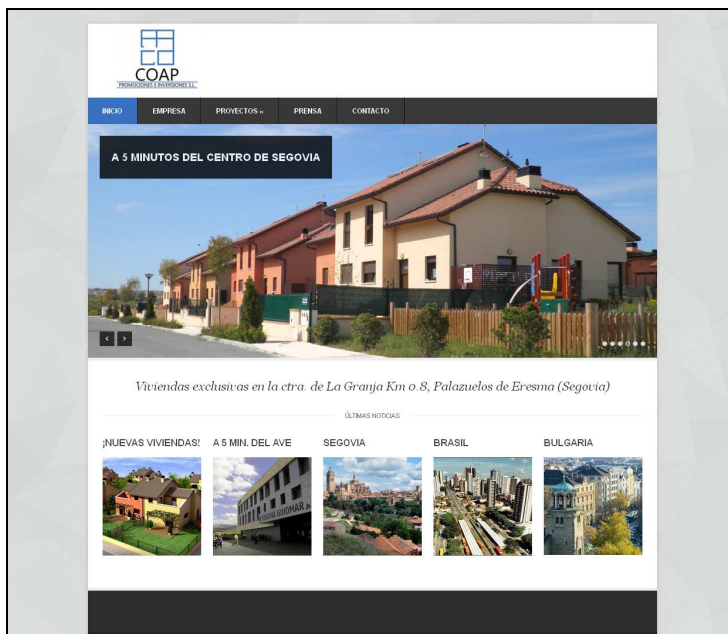 COAP
PROMOCIONES E INVERSIONES S.L.
INICIO EMPRESA PROYECTOS » PRENSA CONTACTO
A 5 MINUTOS DEL CENTRO DE SEGOVIA
Viviendas exclusivas en la ctra. de La Granja Km 0.8, Palazuelos de Eresma (Segovia)
ÚLTIMAS NOTICIAS
¡NUEVAS VIVIENDAS! A 5 MIN. DEL AVE SEGOVIA BRASIL BULGARIA
GUIOMAR